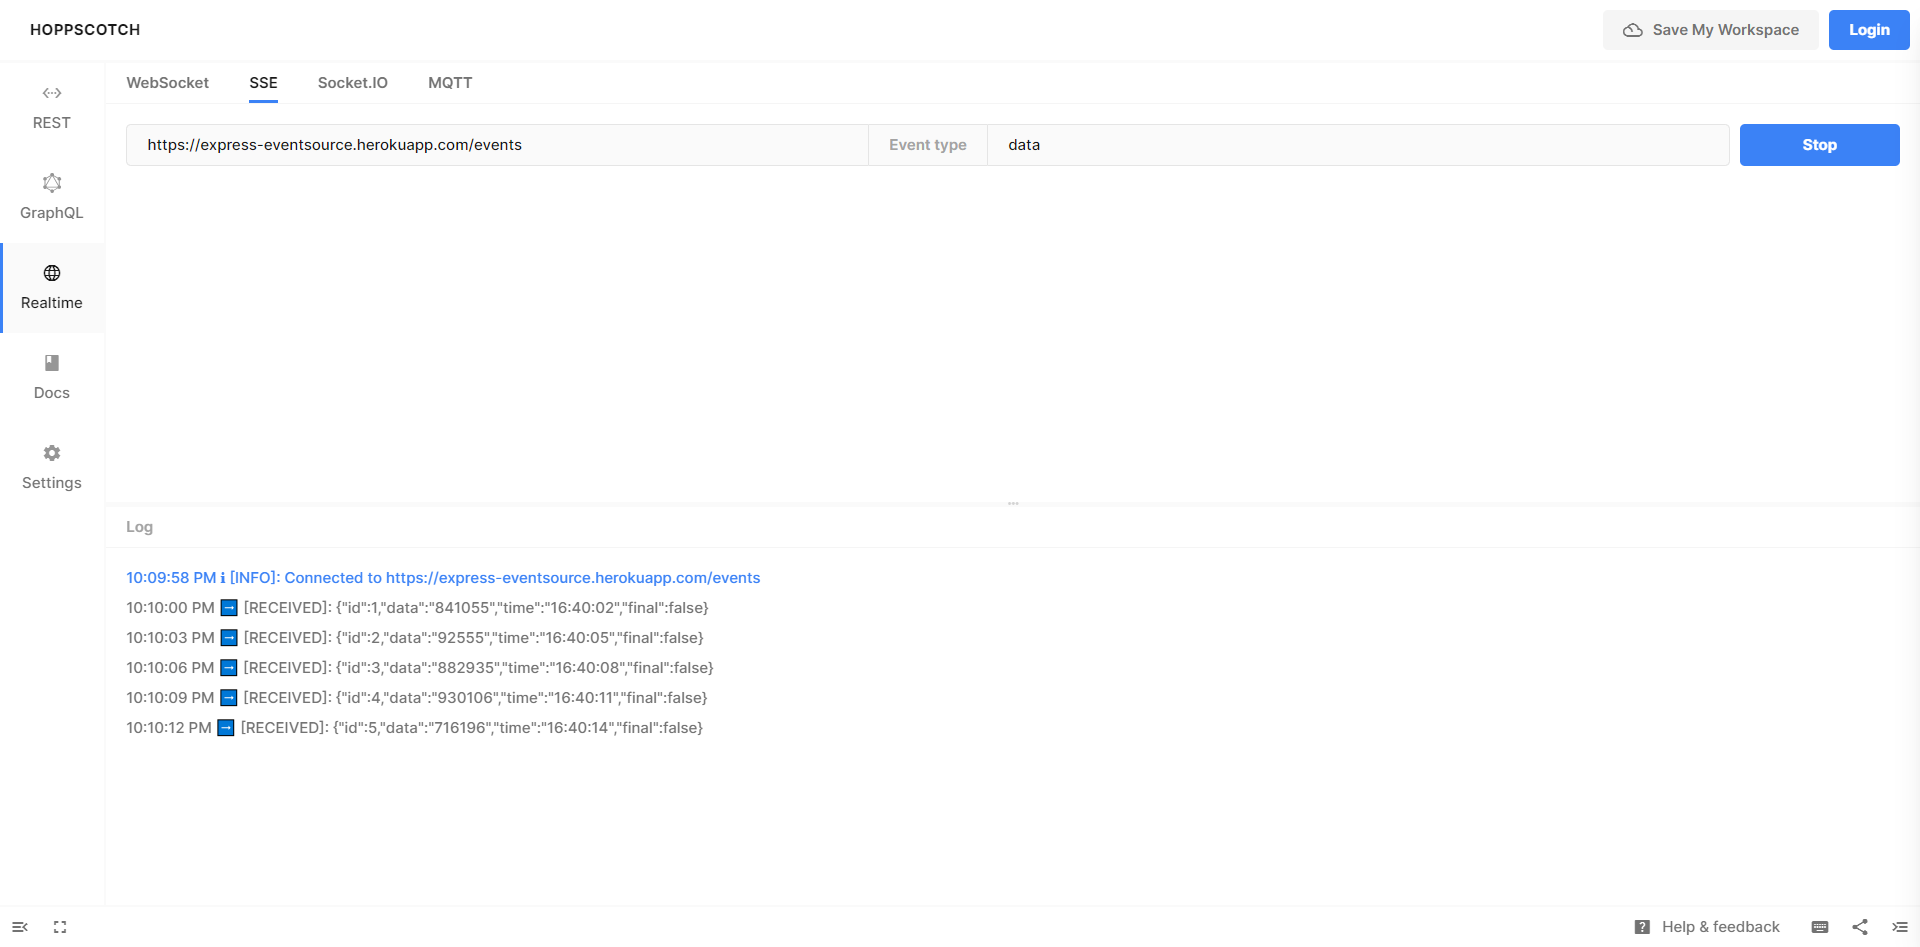 HOPPSCOTCH
Save My Workspace
Login
REST
GraphQL
Realtime
Docs
Settings
WebSocket SSE Socket.IO MQTT
https://express-eventsource.herokuapp.com/events Event type data Stop
Log
10:09:58 PM ℹ [INFO]: Connected to https://express-eventsource.herokuapp.com/events
10:10:00 PM ➡ [RECEIVED]: {"id":1,"data":"841055","time":"16:40:02","final":false}
10:10:03 PM ➡ [RECEIVED]: {"id":2,"data":"92555","time":"16:40:05","final":false}
10:10:06 PM ➡ [RECEIVED]: {"id":3,"data":"882935","time":"16:40:08","final":false}
10:10:09 PM ➡ [RECEIVED]: {"id":4,"data":"930106","time":"16:40:11","final":false}
10:10:12 PM ➡ [RECEIVED]: {"id":5,"data":"716196","time":"16:40:14","final":false}
Help & feedback